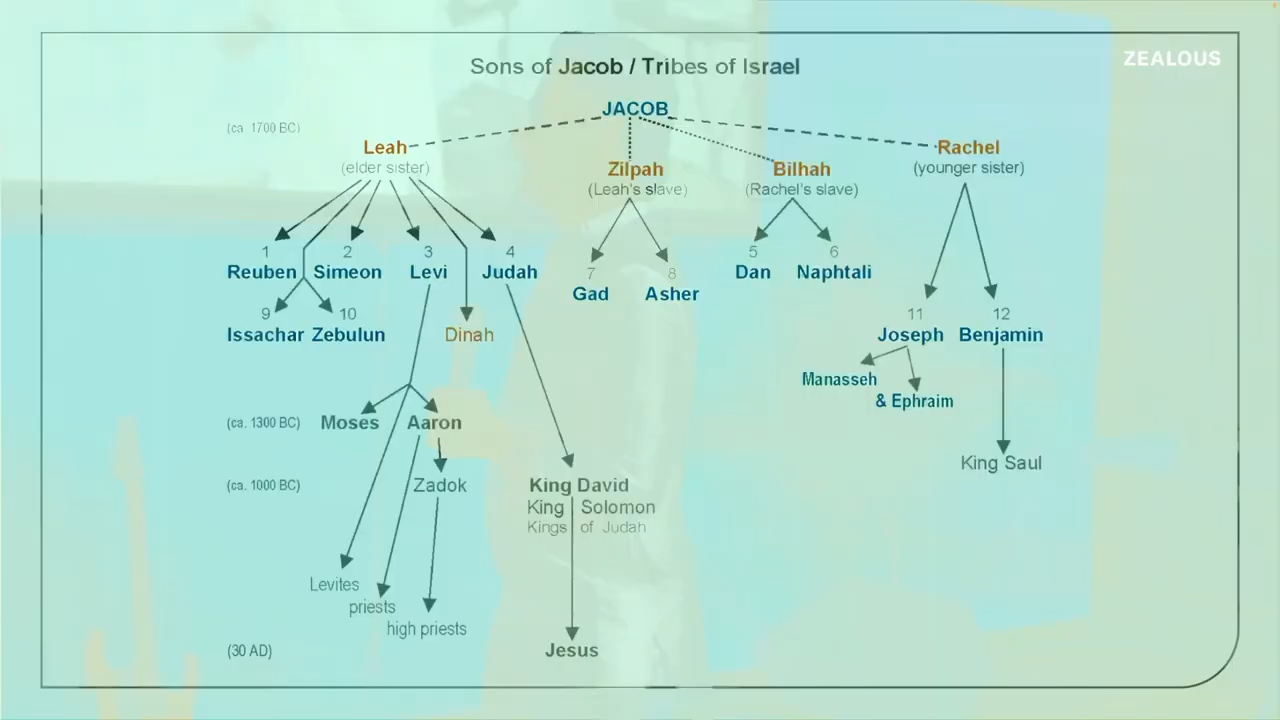 ZEALOUS
Sons of Jacob / Tribes of Israel
JACOB
(ca. 1700 BC)
Leah
(elder sister)
Zilpah
(Leah's slave)
Bilhah
(Rachel's slave)
Rachel
(younger sister)
1 2 3 4
Reuben Simeon Levi Judah
5 6
Dan Naphtali
7 8
Gad Asher
9 10
Issachar Zebulun
Dinah
11 12
Joseph Benjamin
Manasseh
& Ephraim
(ca. 1300 BC) Moses Aaron
King Saul
(ca. 1000 BC) Zadok
King David
King Solomon
Kings of Judah
Levites
priests
high priests
(30 AD) Jesus